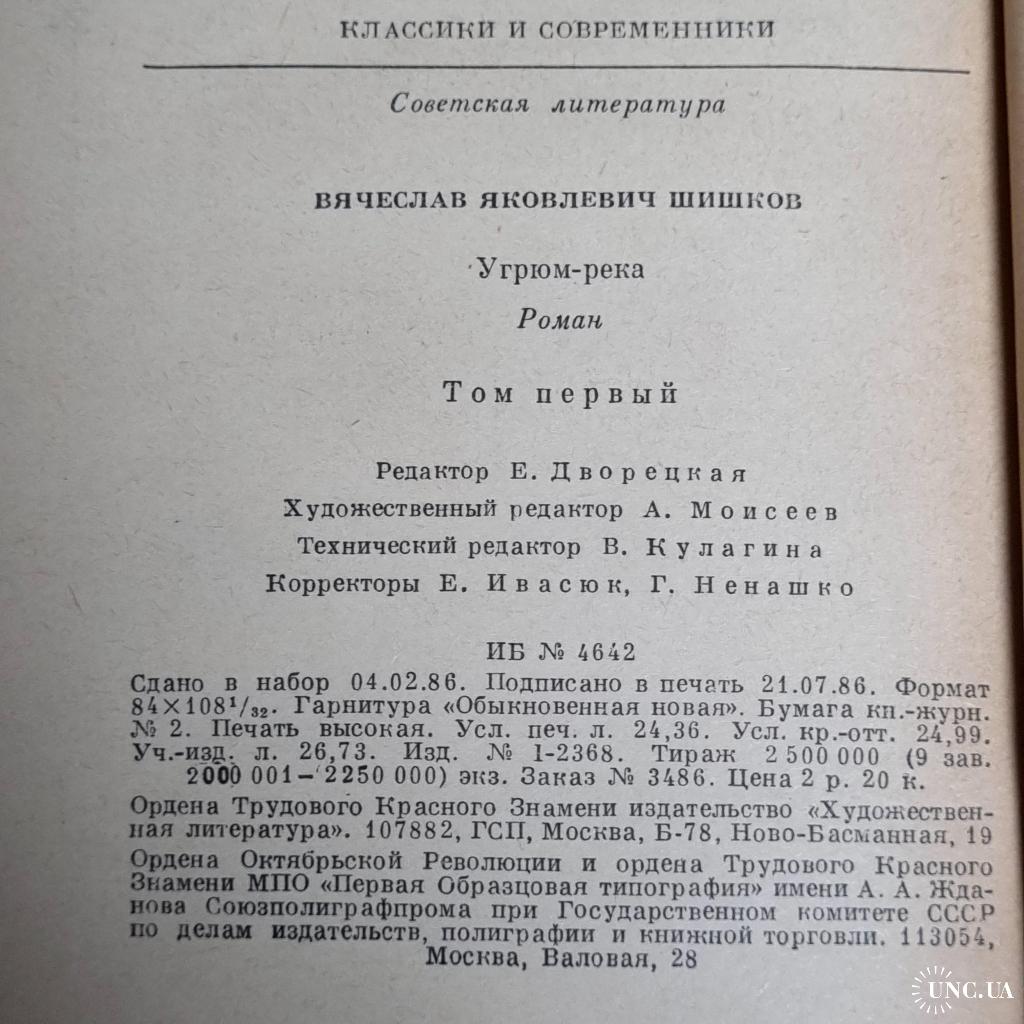 КЛАССИКИ И СОВРЕМЕННИКИ
Советская литература
ВЯЧЕСЛАВ ЯКОВЛЕВИЧ ШИШКОВ
Угрюм-река
Роман
Том первый
Редактор Е. Дворецкая
Художественный редактор А. Моисеев
Технический редактор В. Кулагина
Корректоры Е. Ивасюк, Г. Ненашко
ИБ № 4642
Сдано в набор 04.02.86. Подписано в печать 21.07.86. Формат
84×108¹/₃₂. Гарнитура «Обыкновенная новая». Бумага кн.-журн.
№ 2. Печать высокая. Усл. печ. л. 24,36. Усл. кр.-отт. 24,99.
Уч.-изд. л. 26,73. Изд. № 1-2368. Тираж 2 500 000 (9 зав.
2000 001—2250 000) экз. Заказ № 3486. Цена 2 р. 20 к.
Ордена Трудового Красного Знамени издательство «Художествен-
ная литература». 107882, ГСП, Москва, Б-78, Ново-Басманная, 19
Ордена Октябрьской Революции и ордена Трудового Красного
Знамени МПО «Первая Образцовая типография» имени А. А. Жда-
нова Союзполиграфпрома при Государственном комитете СССР
по делам издательств, полиграфии и книжной торговли. 113054,
Москва, Валовая, 28
UNC.UA